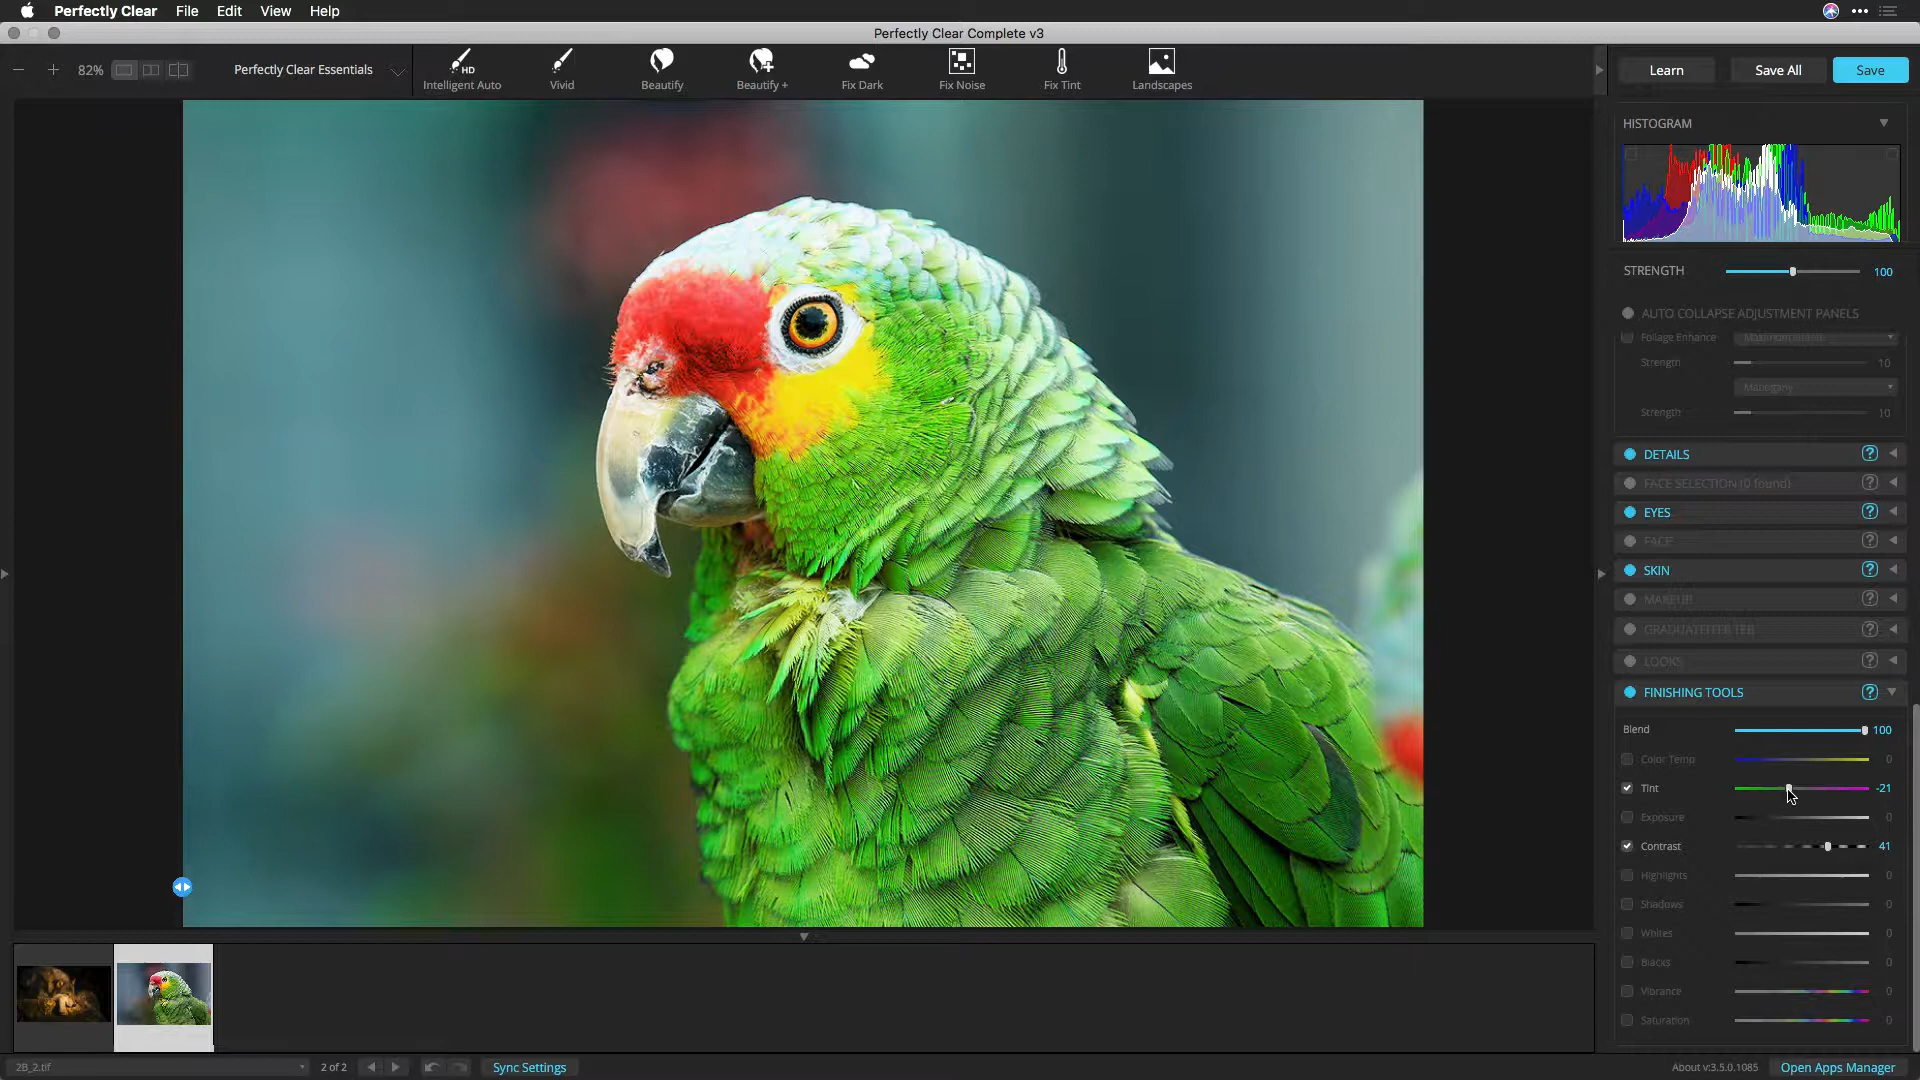 Perfectly Clear File Edit View Help
Perfectly Clear Complete v3
82% Perfectly Clear Essentials
Intelligent Auto Vivid Beautify Beautify + Fix Dark Fix Noise Fix Tint Landscapes
HD
Learn Save All Save
HISTOGRAM
STRENGTH 100
AUTO COLLAPSE ADJUSTMENT PANELS
Foliage Enhance
Strength 10
Mahogany
Strength 10
DETAILS ?
FACE SELECTION (0 found) ?
EYES ?
FACE ?
SKIN ?
MAKEUP ?
GRADUATED FILTER ?
LOOKS ?
FINISHING TOOLS ?
Blend 100
Color Temp 0
Tint -21
Exposure 0
Contrast 41
Highlights 0
Shadows 0
Whites 0
Blacks 0
Vibrance 0
Saturation 0
2B_2.tif 2 of 2 Sync Settings About v:3.5.0.1085 Open Apps Manager